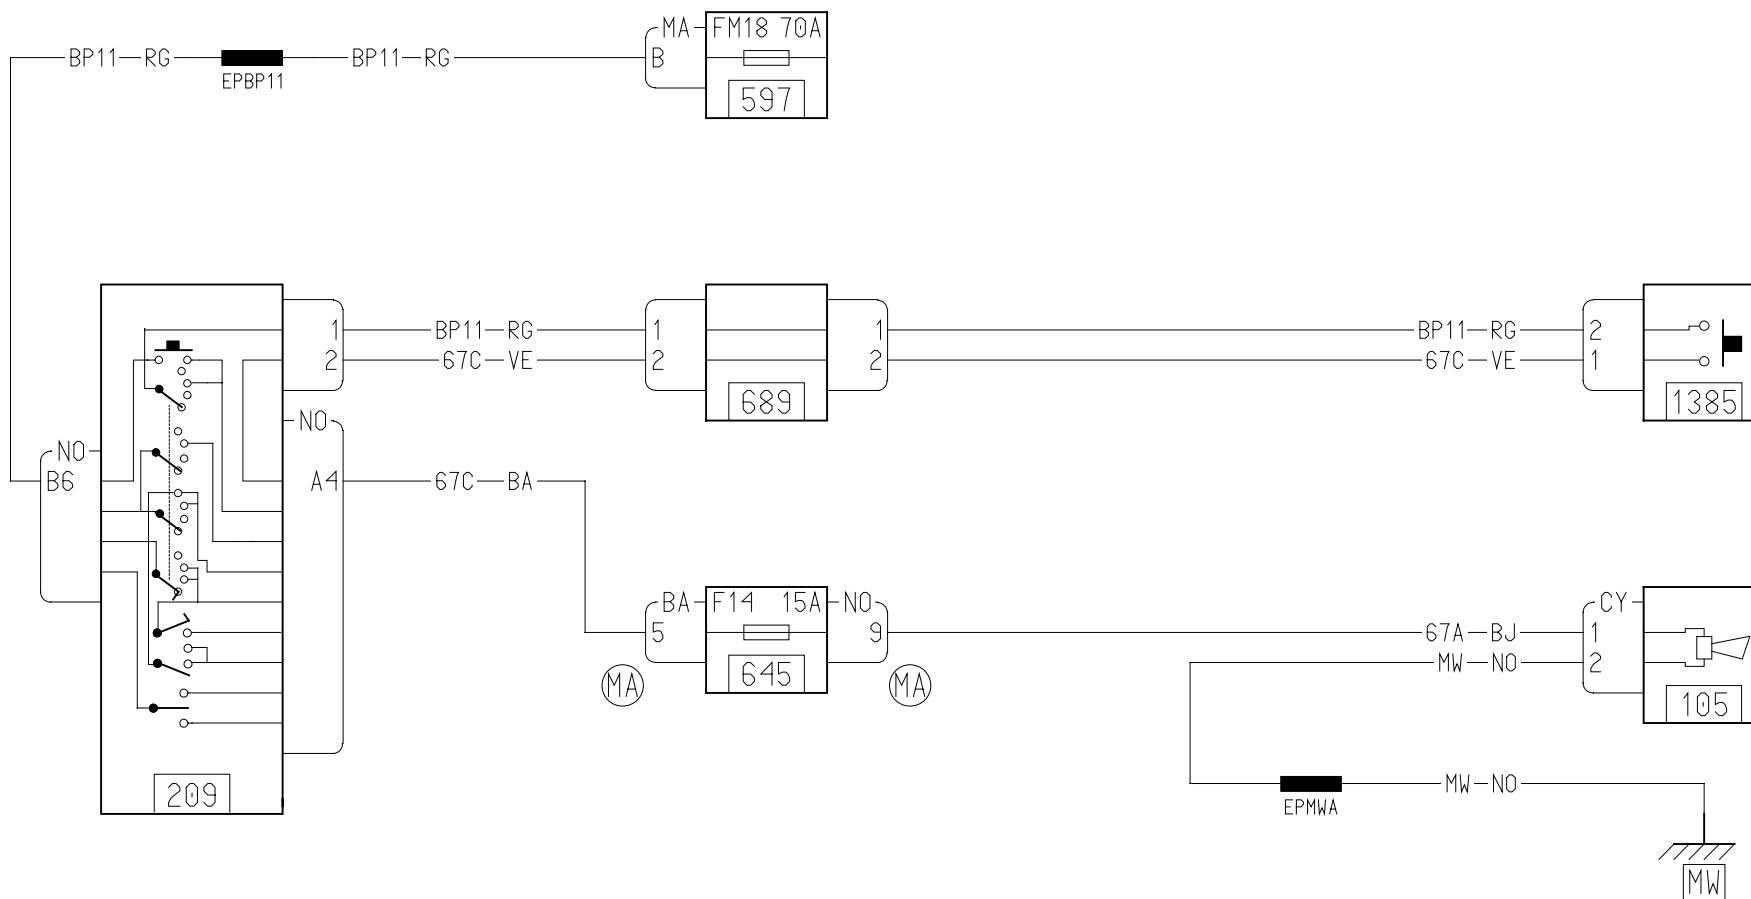 MA FM18 70A
BP11 RG BP11 RG B
EPBP11
597
1 BP11 RG 1 1 BP11 RG 2
2 67C VE 2 2 67C VE 1
689 1385
NO
NO
B6 A4 67C BA
BA F14 15A NO CY
5 9 67A BJ 1
MW NO 2
MA 645 MA
105
209
MW NO
EPMWA
MW